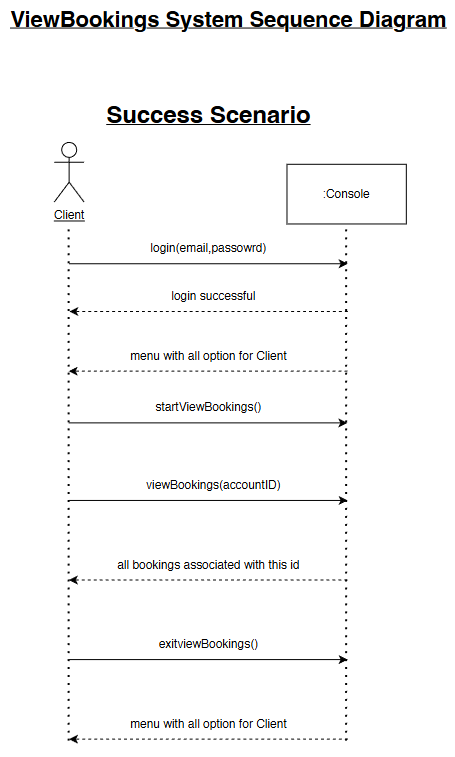 ViewBookings System Sequence Diagram
Success Scenario
Client
:Console
login(email,passowrd)
login successful
menu with all option for Client
startViewBookings()
viewBookings(accountID)
all bookings associated with this id
exitviewBookings()
menu with all option for Client